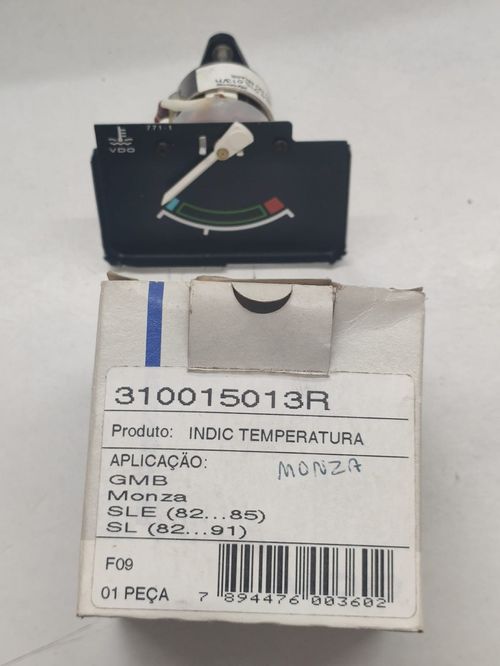 771-1
VDO
310015013R
Produto: INDIC TEMPERATURA
APLICAÇÄO:
MONZA
GMB
Monza
SLE (82...85)
SL (82...91)
F09
01 PEÇA
7 894476 003602